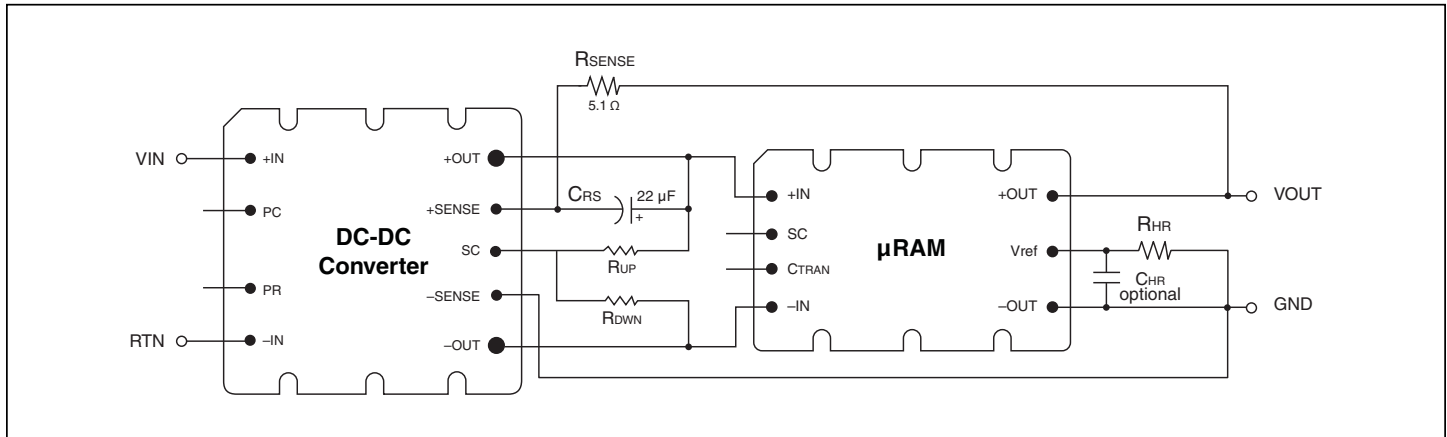 RSENSE
5.1 Ω
VIN
+IN
PC
PR
RTN
–IN
DC-DC
Converter
+OUT
+SENSE
SC
–SENSE
–OUT
CRS
22 µF
+
RUP
RDWN
+IN
SC
CTRAN
–IN
µRAM
+OUT
Vref
–OUT
RHR
CHR
optional
VOUT
GND